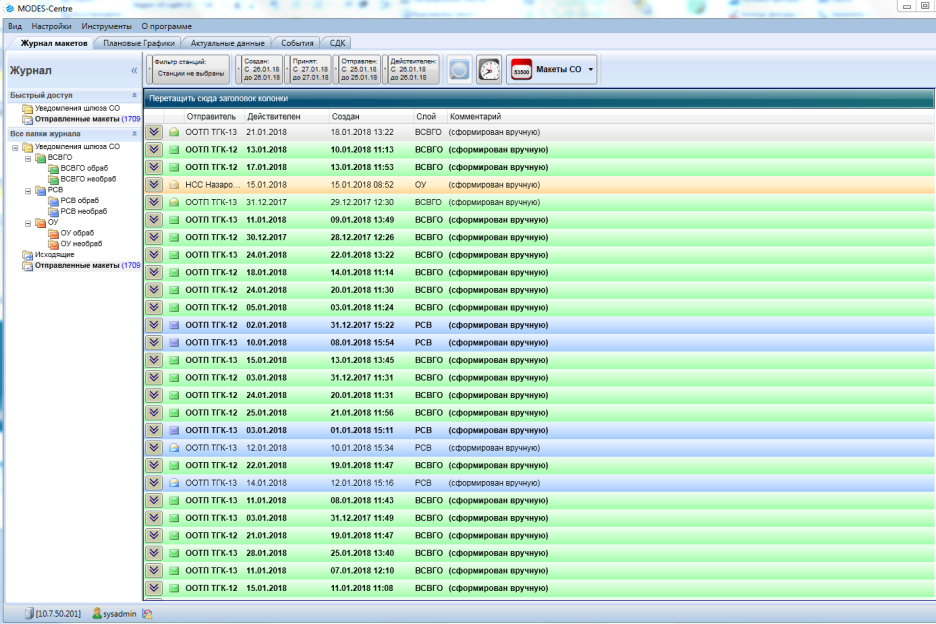 MODES-Centre
Вид Настройки Инструменты О программе
Журнал макетов Плановые Графики Актуальные данные События СДК
Журнал «
Фильтр станций:
Станции не выбраны
Создан:
С 26.01.18
до 26.01.18
Принят:
С 27.01.18
до 27.01.18
Отправлен:
С 25.01.18
до 25.01.18
Действителен:
С 26.01.18
до 26.01.18
53500 Макеты СО
Быстрый доступ
Уведомления шлюза СО
Отправленные макеты (1709
Все папки журнала
Уведомления шлюза СО
ВСВГО
ВСВГО обраб
ВСВГО необраб
РСВ
РСВ обраб
РСВ необраб
ОУ
ОУ обраб
ОУ необраб
Исходящие
Отправленные макеты (1709
Перетащить сюда заголовок колонки
Отправитель Действителен Создан Слой Комментарий
ООТП ТГК-13 21.01.2018 18.01.2018 13:22 ВСВГО (сформирован вручную)
ООТП ТГК-12 13.01.2018 10.01.2018 11:13 ВСВГО (сформирован вручную)
ООТП ТГК-13 17.01.2018 13.01.2018 11:53 ВСВГО (сформирован вручную)
НСС Назаро... 15.01.2018 15.01.2018 08:52 ОУ (сформирован вручную)
ООТП ТГК-13 31.12.2017 29.12.2017 12:30 ВСВГО (сформирован вручную)
ООТП ТГК-13 11.01.2018 09.01.2018 13:49 ВСВГО (сформирован вручную)
ООТП ТГК-12 30.12.2017 28.12.2017 12:26 ВСВГО (сформирован вручную)
ООТП ТГК-13 24.01.2018 22.01.2018 13:22 ВСВГО (сформирован вручную)
ООТП ТГК-12 18.01.2018 14.01.2018 11:14 ВСВГО (сформирован вручную)
ООТП ТГК-12 24.01.2018 20.01.2018 11:30 ВСВГО (сформирован вручную)
ООТП ТГК-12 05.01.2018 03.01.2018 11:24 ВСВГО (сформирован вручную)
ООТП ТГК-12 02.01.2018 31.12.2017 15:22 РСВ (сформирован вручную)
ООТП ТГК-13 10.01.2018 08.01.2018 15:54 РСВ (сформирован вручную)
ООТП ТГК-13 15.01.2018 13.01.2018 13:45 ВСВГО (сформирован вручную)
ООТП ТГК-12 03.01.2018 31.12.2017 11:31 ВСВГО (сформирован вручную)
ООТП ТГК-12 24.01.2018 20.01.2018 11:31 ВСВГО (сформирован вручную)
ООТП ТГК-12 25.01.2018 21.01.2018 11:56 ВСВГО (сформирован вручную)
ООТП ТГК-13 03.01.2018 01.01.2018 15:11 РСВ (сформирован вручную)
ООТП ТГК-13 12.01.2018 10.01.2018 15:34 РСВ (сформирован вручную)
ООТП ТГК-12 22.01.2018 19.01.2018 11:47 ВСВГО (сформирован вручную)
ООТП ТГК-13 14.01.2018 12.01.2018 15:16 РСВ (сформирован вручную)
ООТП ТГК-13 11.01.2018 08.01.2018 11:43 ВСВГО (сформирован вручную)
ООТП ТГК-13 03.01.2018 31.12.2017 11:49 ВСВГО (сформирован вручную)
ООТП ТГК-12 21.01.2018 19.01.2018 11:47 ВСВГО (сформирован вручную)
ООТП ТГК-13 28.01.2018 25.01.2018 13:40 ВСВГО (сформирован вручную)
ООТП ТГК-13 11.01.2018 07.01.2018 12:10 ВСВГО (сформирован вручную)
ООТП ТГК-12 15.01.2018 11.01.2018 11:08 ВСВГО (сформирован вручную)
[10.7.50.201] sysadmin